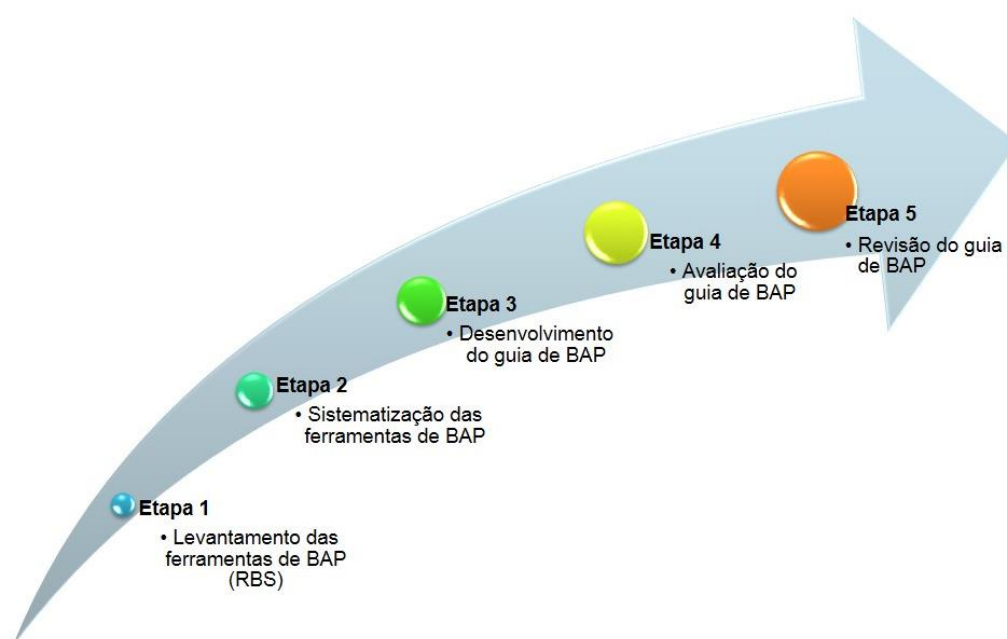 Etapa 1
• Levantamento das
ferramentas de BAP
(RBS)
Etapa 2
• Sistematização das
ferramentas de BAP
Etapa 3
• Desenvolvimento
do guia de BAP
Etapa 4
• Avaliação do
guia de BAP
Etapa 5
• Revisão do guia
de BAP